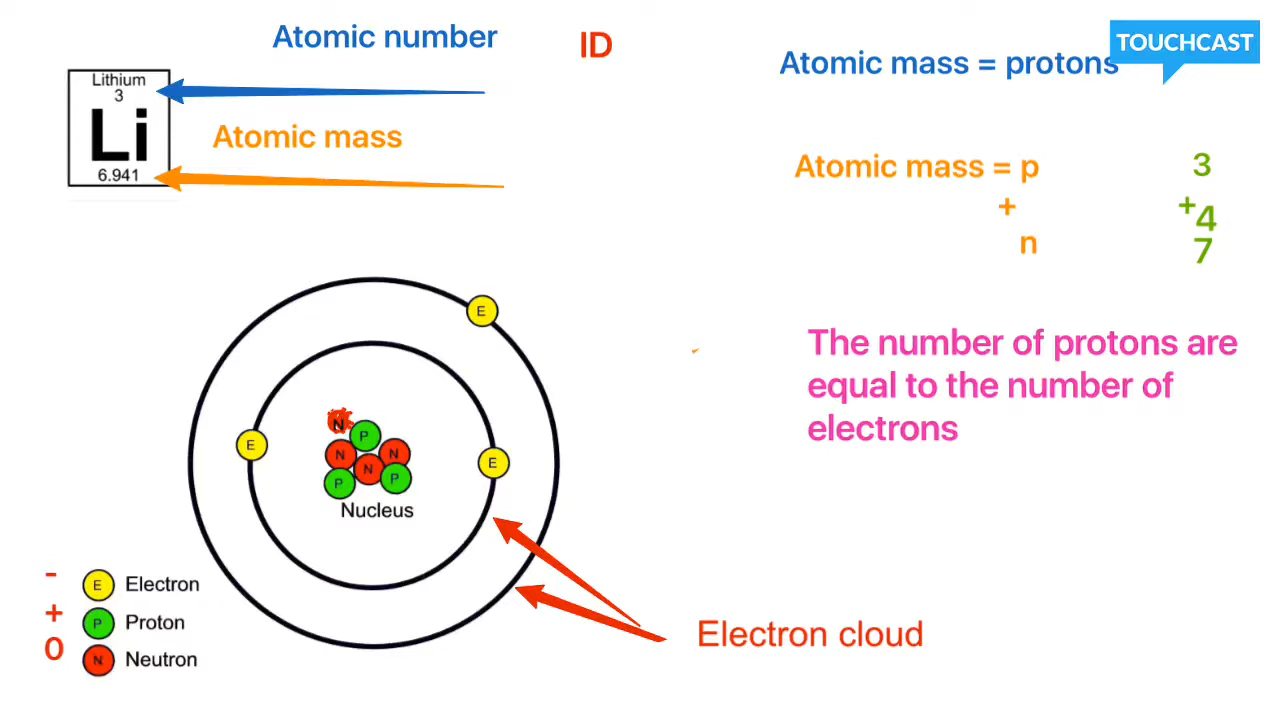 Atomic number
ID
TOUCHCAST
Atomic mass = protons
Lithium
3
Li
6.941
Atomic mass
Atomic mass = p
+
n
3
+
4
7
The number of protons are
equal to the number of
electrons
E
E
E
N
P
N
N
N
P
P
Nucleus
- E Electron
+ P Proton
0 N Neutron
Electron cloud